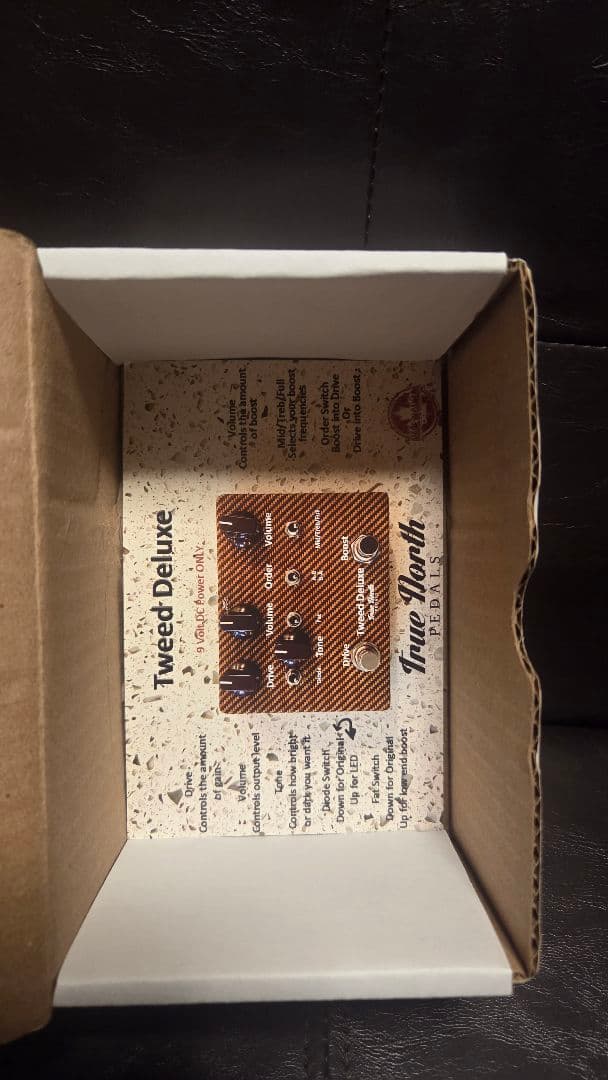 Tweed Deluxe
9 Volt DC Power ONLY
Drive
Controls the amount
of gain
Volume
Controls output level
Tone
Controls how bright
or dark you want it
Diode Switch
Down for Original
Up for LED
Fat Switch
Down for Original
Up for low end boost
Drive
Volume
Order
Volume
Tone
Fat
Drive
Boost
Tweed Deluxe
True North
Volume
Controls the amount
of boost
Mid/Treb/Full
Selects your boost
frequencies
Order Switch
Boost into Drive
Or
Drive into Boost
True North
PEDALS